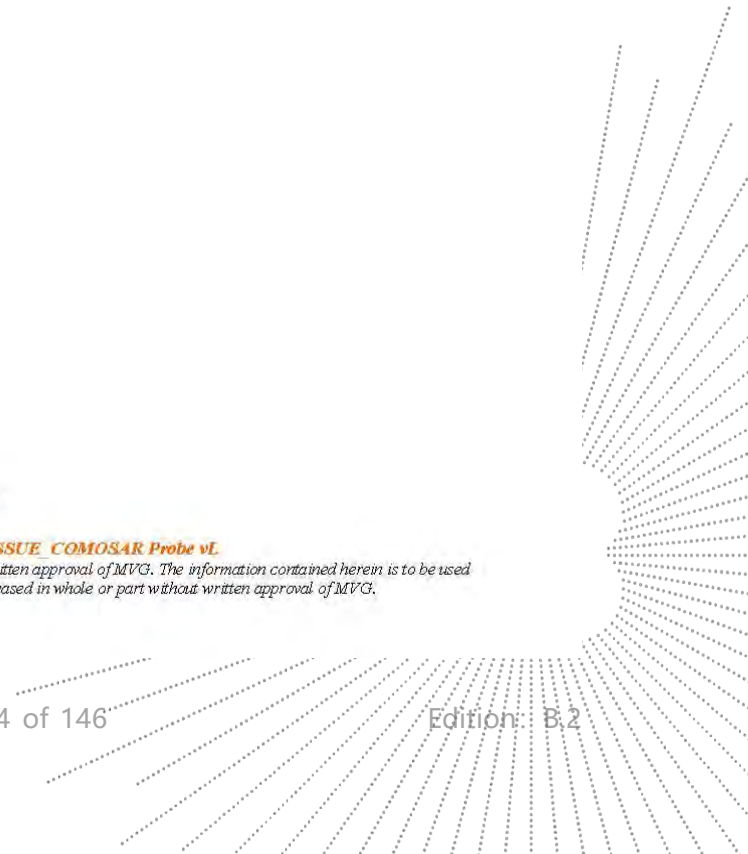 SSUE_COMOSAR Probe vL
itten approval of MVG. The information contained herein is to be used
eased in whole or part without written approval of MVG.
4 of 146
Edition: B.2